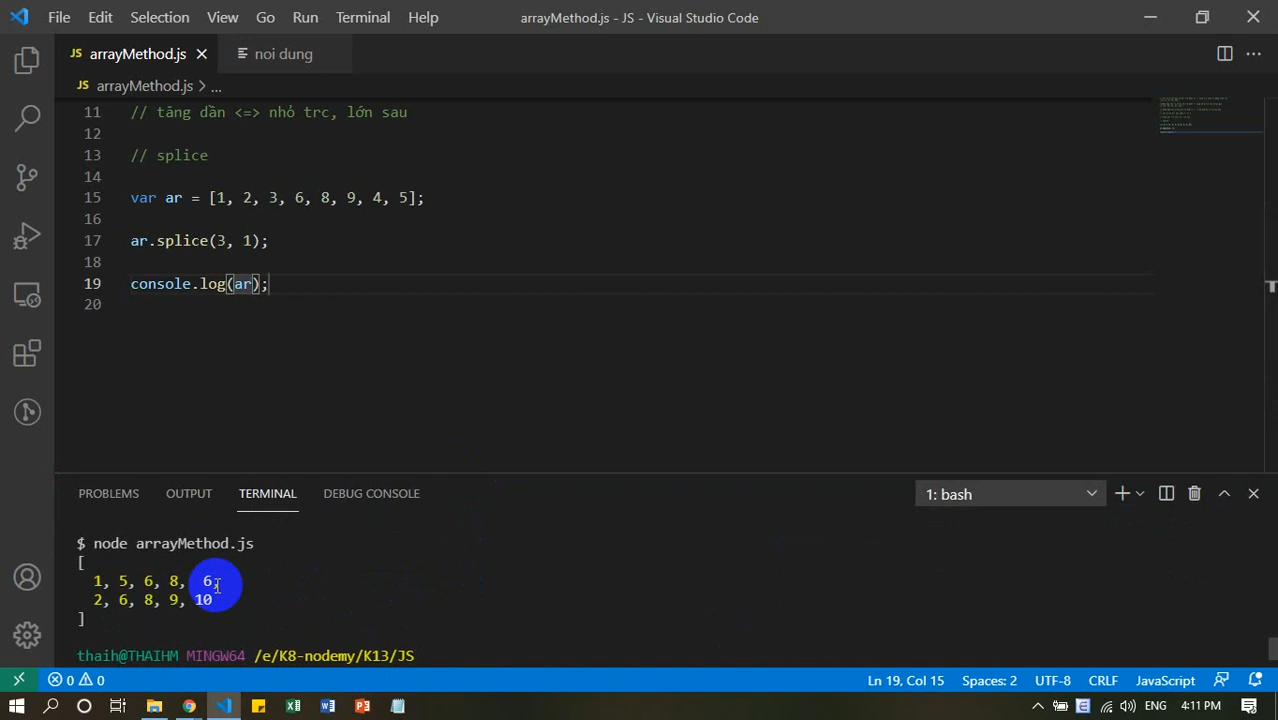 File Edit Selection View Go Run Terminal Help arrayMethod.js - JS - Visual Studio Code
JS arrayMethod.js noi dung
JS arrayMethod.js > ...
11 // tăng dần <=> nhỏ trc, lớn sau
12
13 // splice
14
15 var ar = [1, 2, 3, 6, 8, 9, 4, 5];
16
17 ar.splice(3, 1);
18
19 console.log(ar);
20
PROBLEMS OUTPUT TERMINAL DEBUG CONSOLE 1: bash
$ node arrayMethod.js
[
1, 5, 6, 8, 6,
2, 6, 8, 9, 10
]
thaih@THAIHM MINGW64 /e/K8-nodemy/K13/JS
0 0 Ln 19, Col 15 Spaces: 2 UTF-8 CRLF JavaScript
ENG 4:11 PM